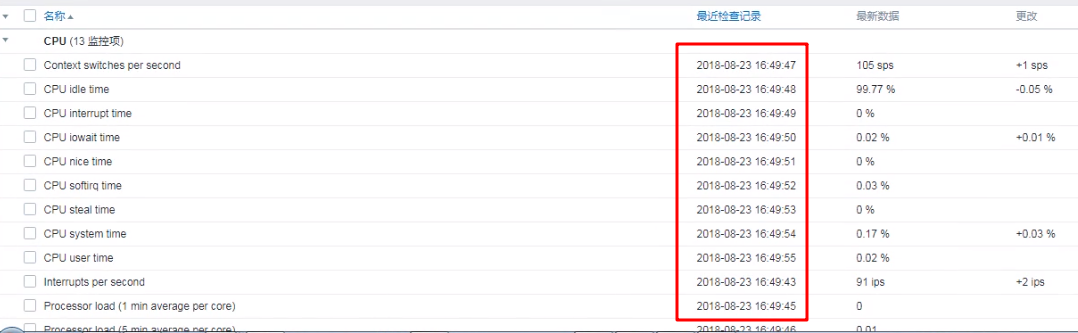 名称 最近检查记录 最新数据 更改
CPU (13 监控项)
Context switches per second 2018-08-23 16:49:47 105 sps +1 sps
CPU idle time 2018-08-23 16:49:48 99.77 % -0.05 %
CPU interrupt time 2018-08-23 16:49:49 0 %
CPU iowait time 2018-08-23 16:49:50 0.02 % +0.01 %
CPU nice time 2018-08-23 16:49:51 0 %
CPU softirq time 2018-08-23 16:49:52 0.03 %
CPU steal time 2018-08-23 16:49:53 0 %
CPU system time 2018-08-23 16:49:54 0.17 % +0.03 %
CPU user time 2018-08-23 16:49:55 0.02 %
Interrupts per second 2018-08-23 16:49:43 91 ips +2 ips
Processor load (1 min average per core) 2018-08-23 16:49:45 0
Processor load (5 min average per core) 2018-08-23 16:49:46 0.01